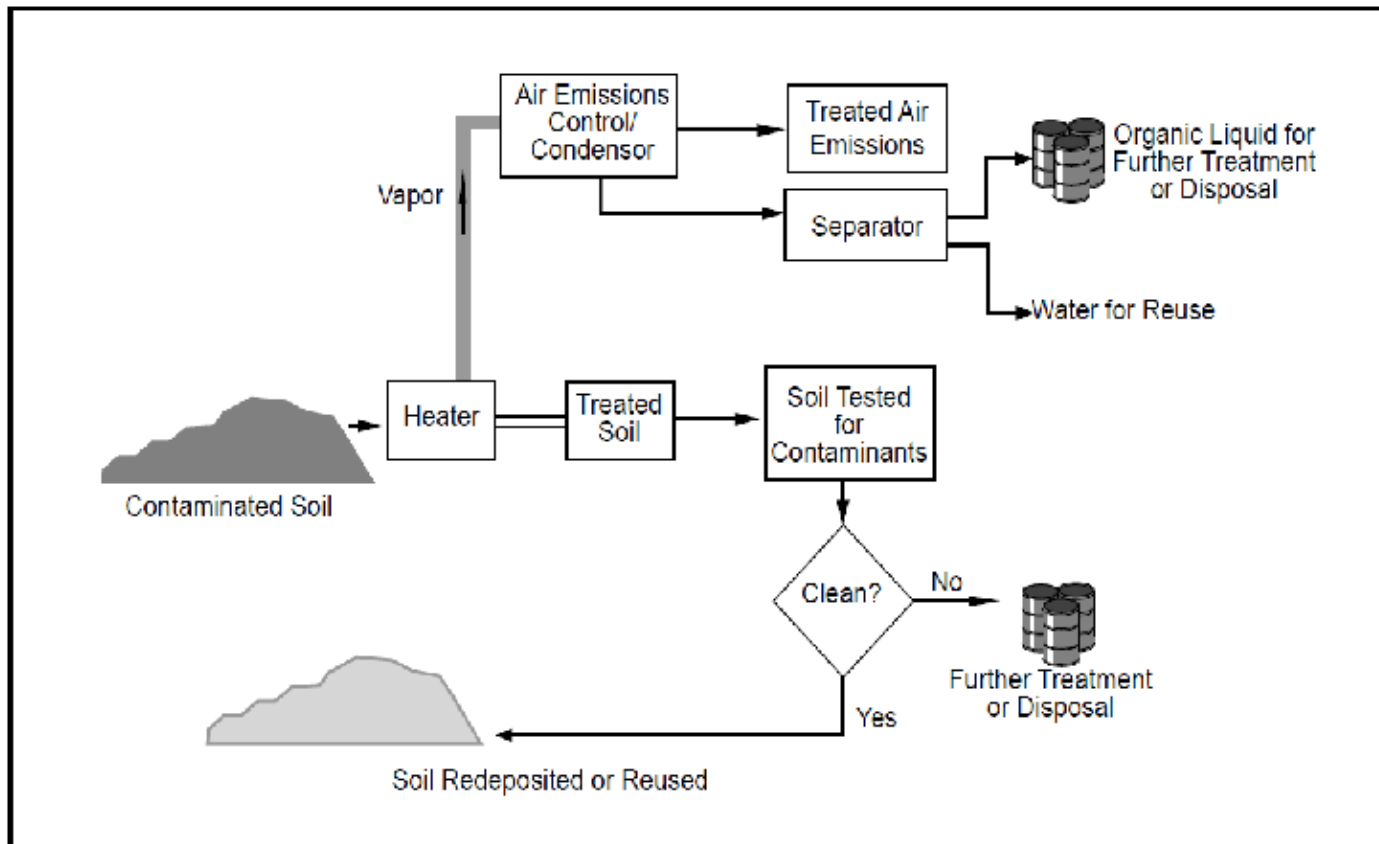 Air Emissions
Control/
Condensor
Treated Air
Emissions
Organic Liquid for
Further Treatment
or Disposal
Vapor
Separator
Water for Reuse
Heater
Treated
Soil
Soil Tested
for
Contaminants
Contaminated Soil
Clean?
No
Further Treatment
or Disposal
Yes
Soil Redeposited or Reused